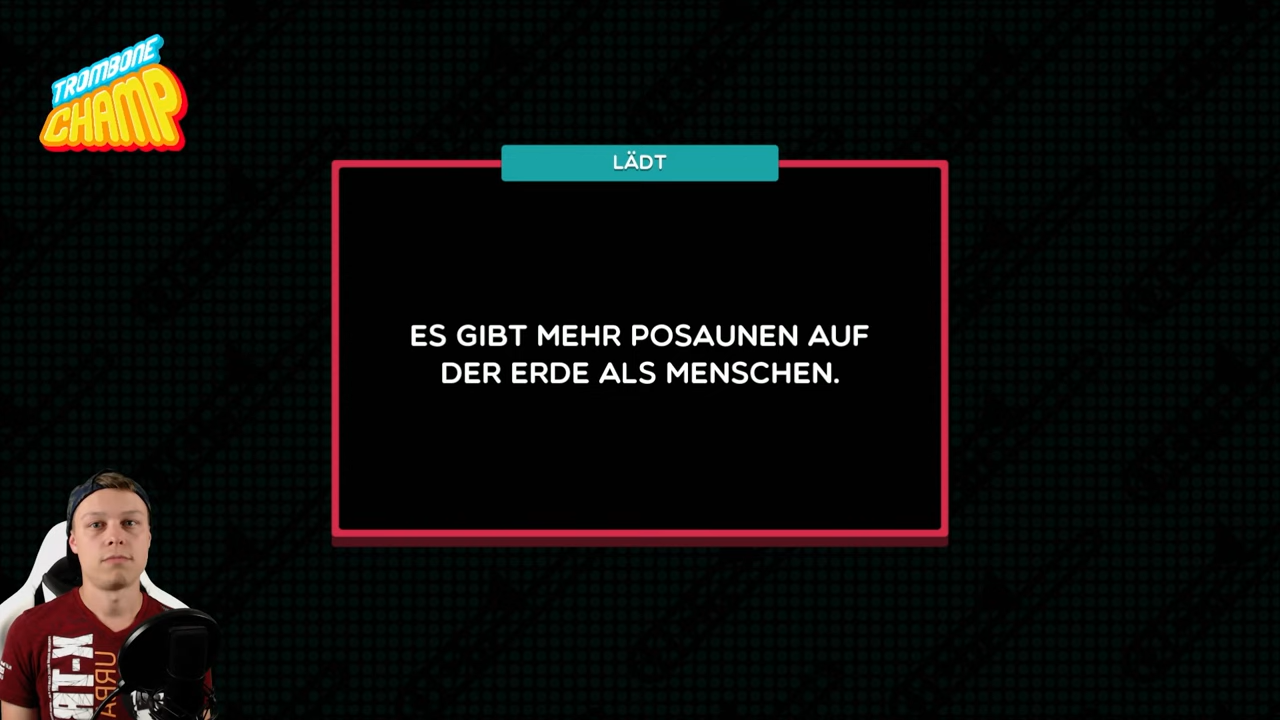 TROMBONE
CHAMP
LÄDT
ES GIBT MEHR POSAUNEN AUF
DER ERDE ALS MENSCHEN.